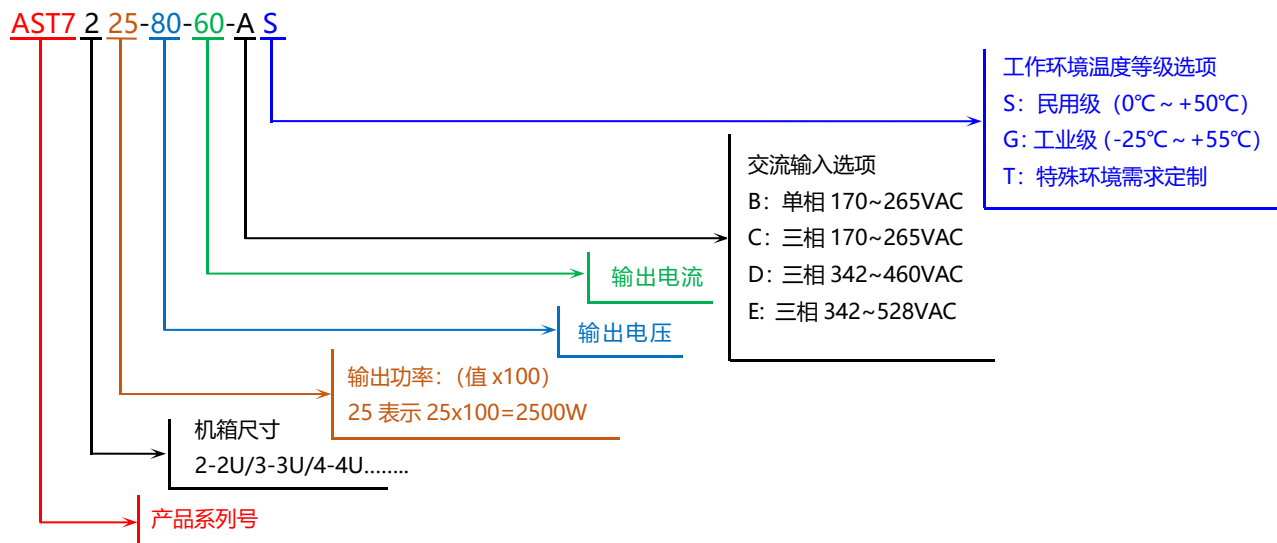 AST7 2 25-80-60-A S
工作环境温度等级选项
S：民用级（0℃~ +50℃）
G: 工业级 (-25℃~ +55℃)
T：特殊环境需求定制
交流输入选项
B：单相 170~265VAC
C：三相 170~265VAC
D：三相 342~460VAC
E: 三相 342~528VAC
输出电流
输出电压
输出功率：（值 x100）
25 表示 25x100=2500W
机箱尺寸
2-2U/3-3U/4-4U........
产品系列号